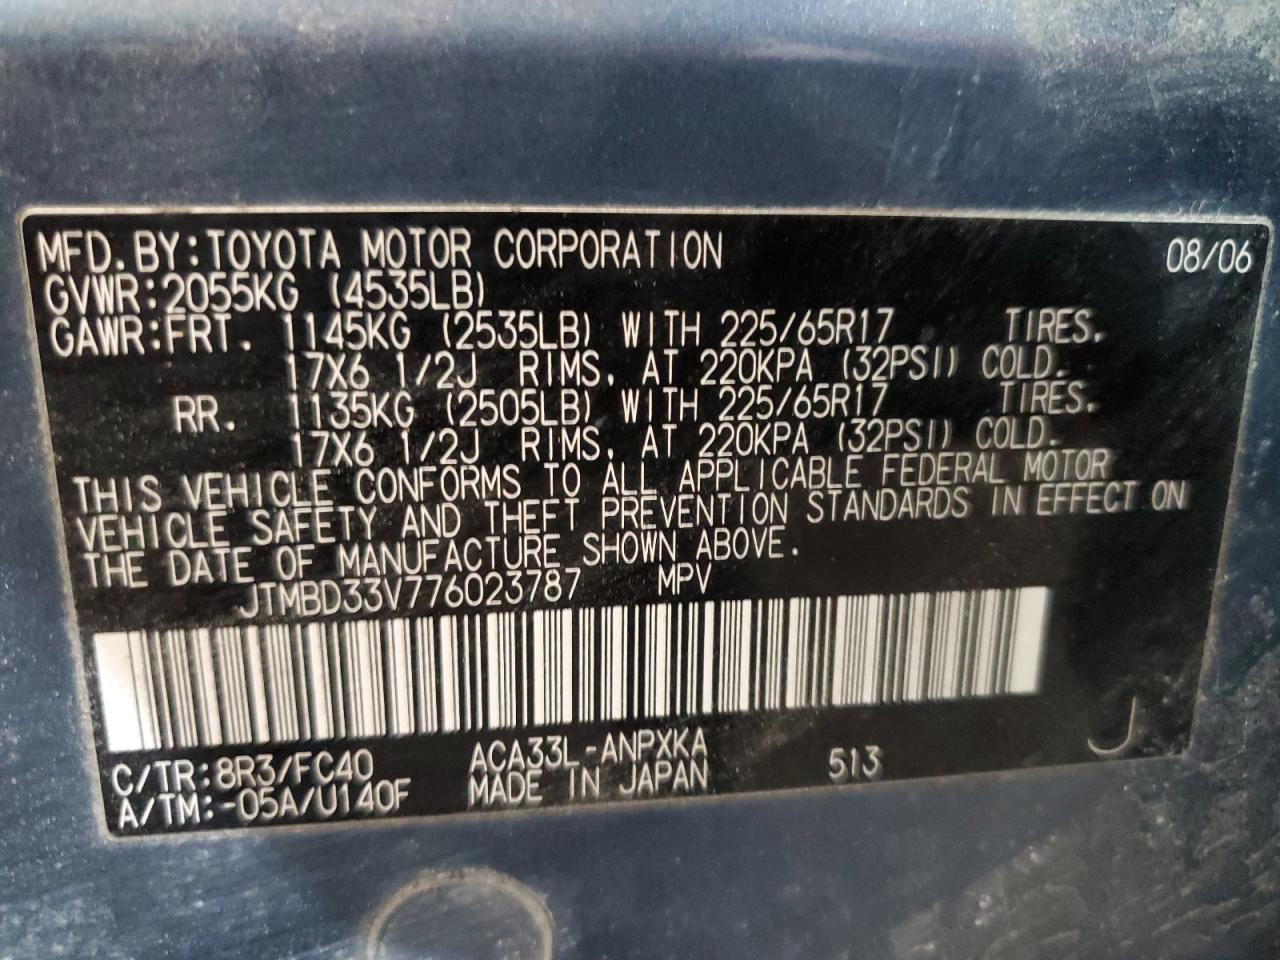 MFD. BY: TOYOTA MOTOR CORPORATION 08/06
GVWR: 2055KG (4535LB)
GAWR: FRT. 1145KG (2535LB) WITH 225/65R17 TIRES.
17X6 1/2J RIMS, AT 220KPA (32PSI) COLD.
RR. 1135KG (2505LB) WITH 225/65R17 TIRES.
17X6 1/2J RIMS, AT 220KPA (32PSI) COLD.
THIS VEHICLE CONFORMS TO ALL APPLICABLE FEDERAL MOTOR
VEHICLE SAFETY AND THEFT PREVENTION STANDARDS IN EFFECT ON
THE DATE OF MANUFACTURE SHOWN ABOVE.
JTMBD33V776023787 MPV
C/TR: 8R3/FC40 ACA33L-ANPXKA 513 J
A/TM: -05A/U140F MADE IN JAPAN